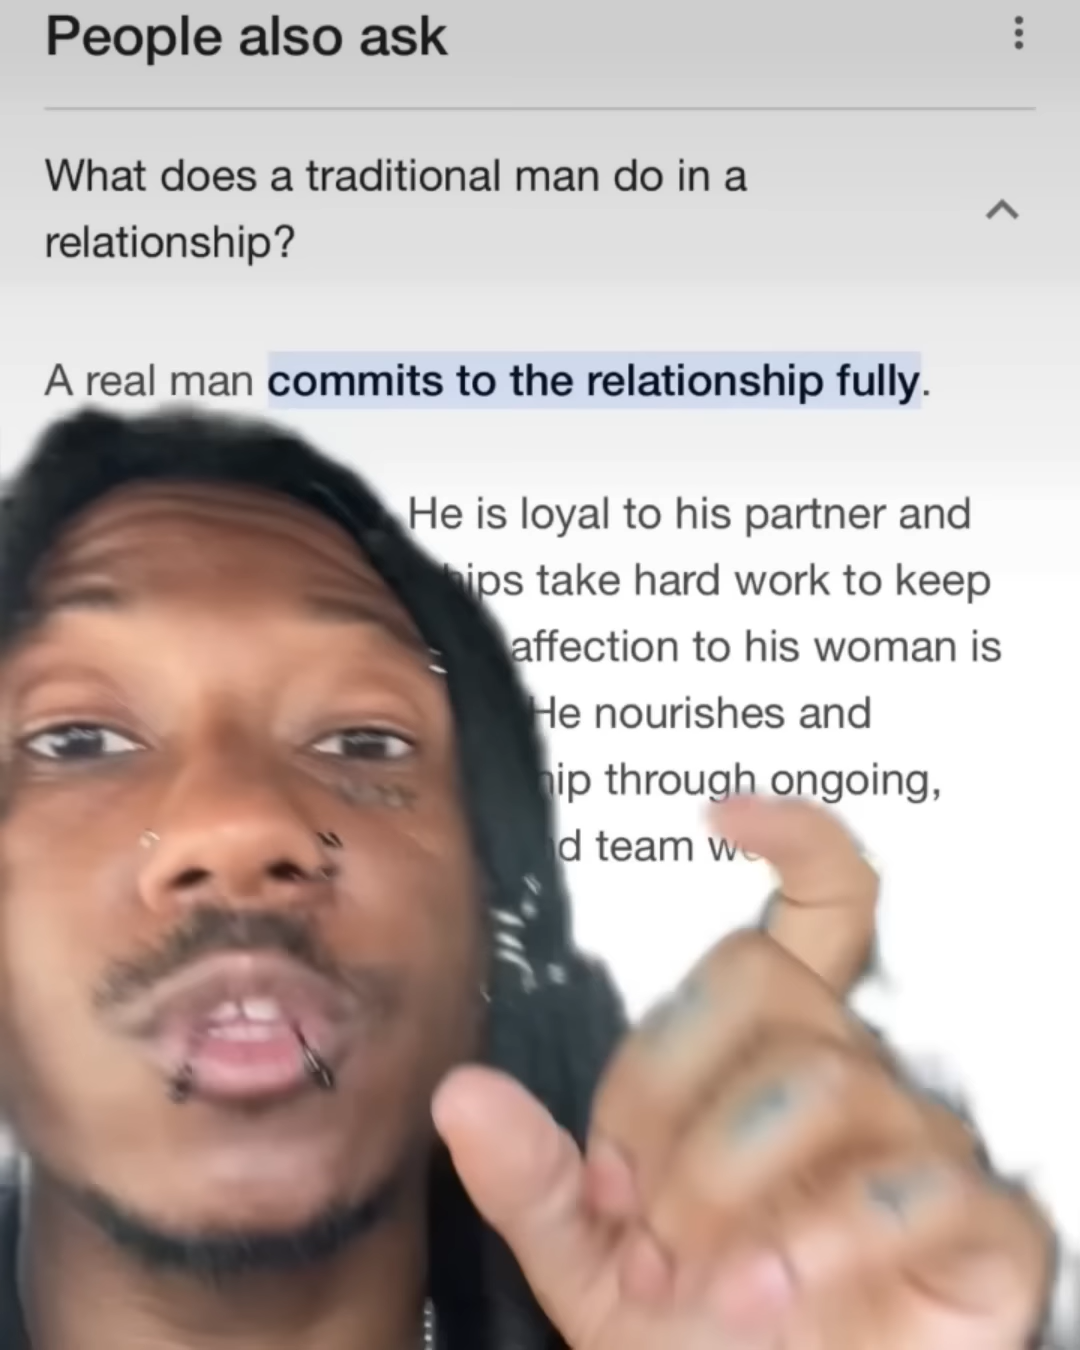 People also ask
What does a traditional man do in a
relationship?
A real man commits to the relationship fully.
He is loyal to his partner and
take hard work to keep
affection to his woman is
He nourishes and
through ongoing,
team